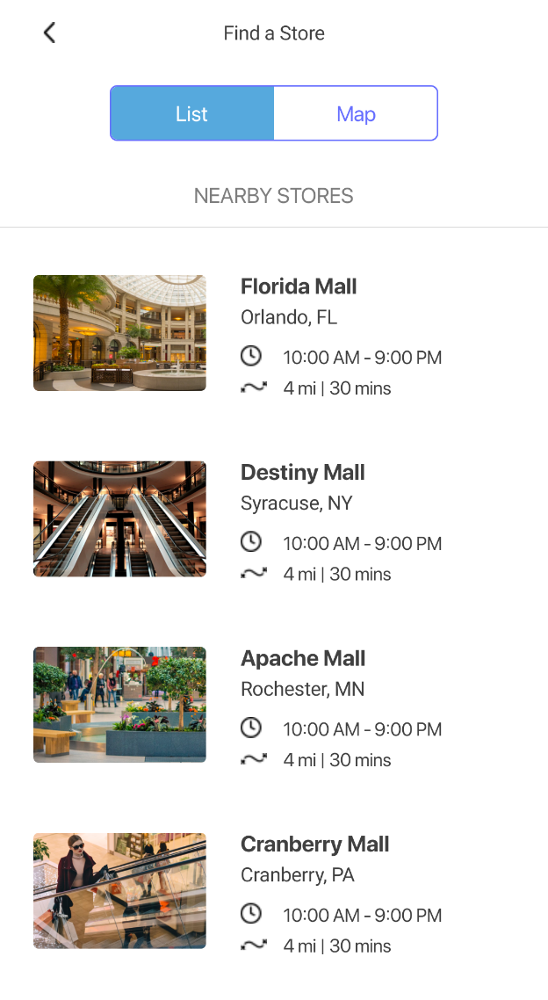 Find a Store
List
Map
NEARBY STORES
Florida Mall
Orlando, FL
10:00 AM - 9:00 PM
4 mi | 30 mins
Destiny Mall
Syracuse, NY
10:00 AM - 9:00 PM
4 mi | 30 mins
Apache Mall
Rochester, MN
10:00 AM - 9:00 PM
4 mi | 30 mins
Cranberry Mall
Cranberry, PA
10:00 AM - 9:00 PM
4 mi | 30 mins